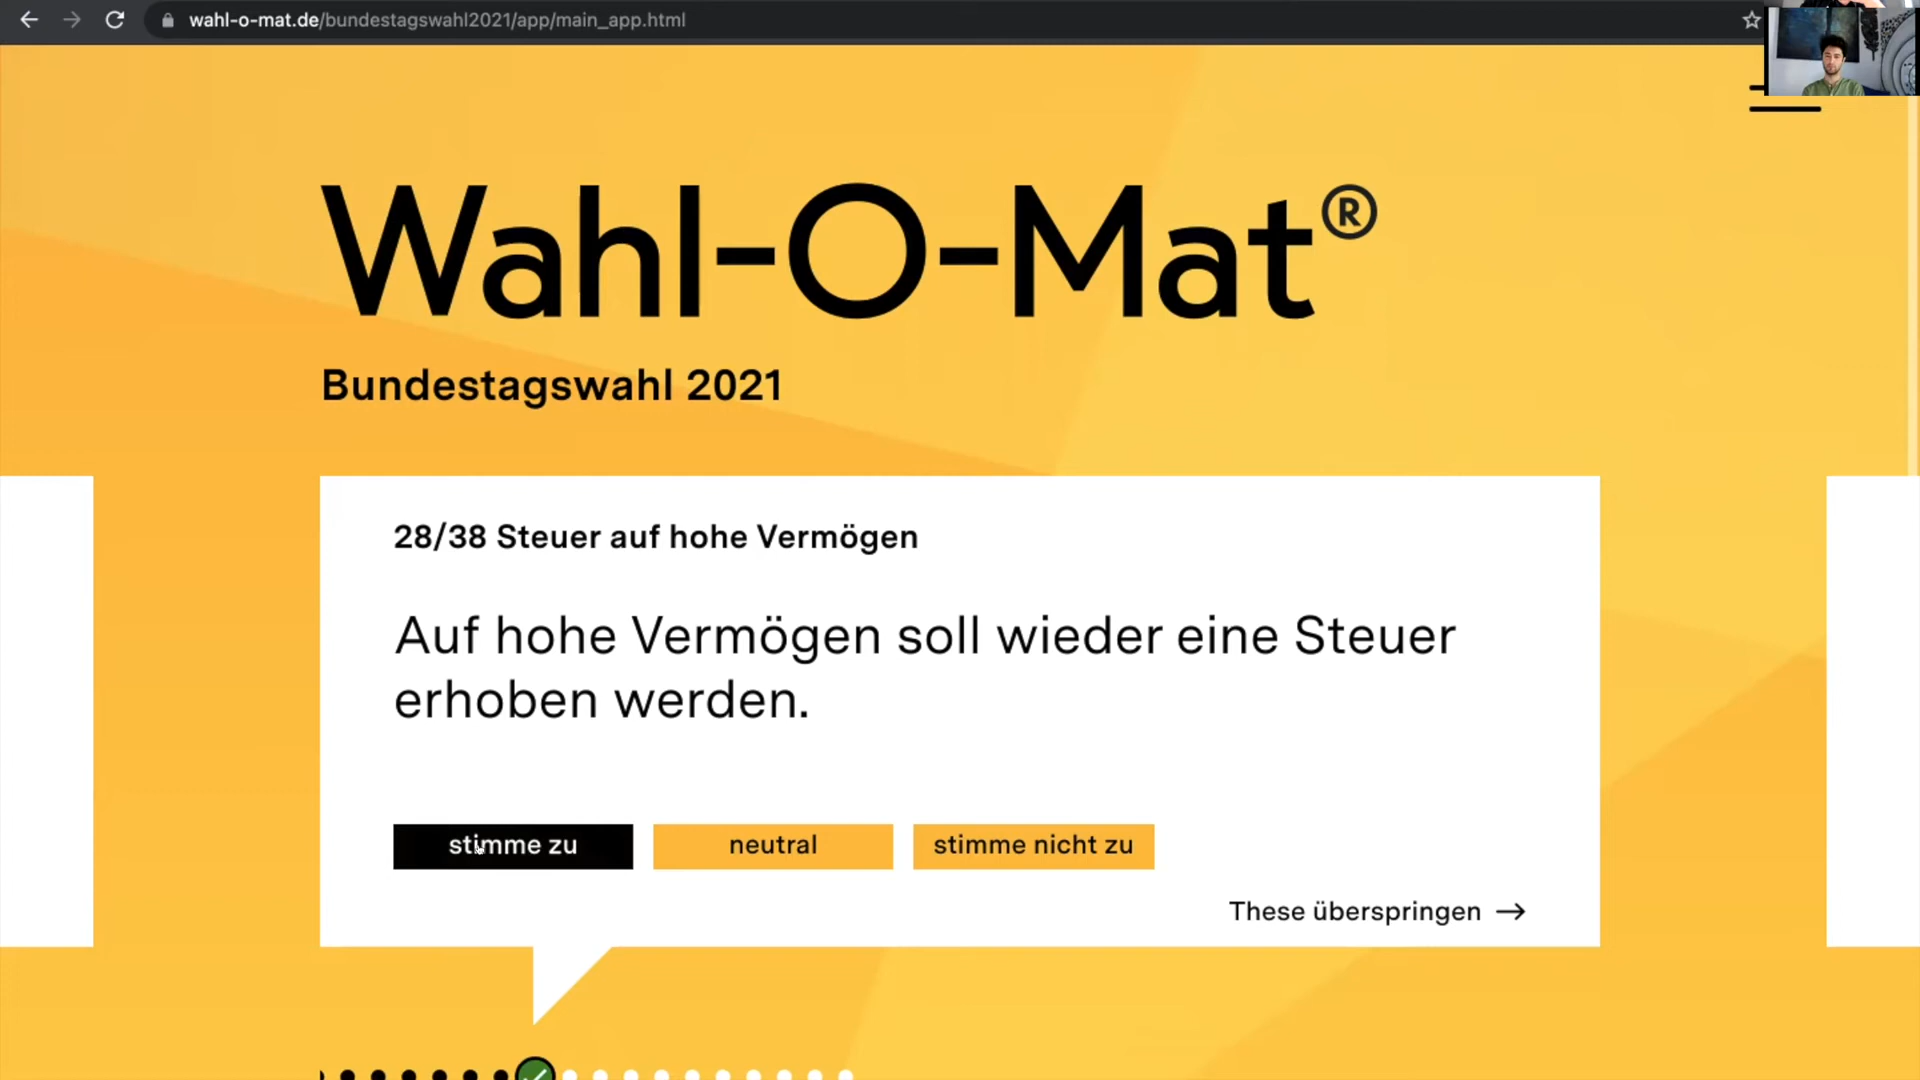 wahl-o-mat.de/bundestagswahl2021/app/main_app.html
Wahl-O-Mat®
Bundestagswahl 2021
28/38 Steuer auf hohe Vermögen
Auf hohe Vermögen soll wieder eine Steuer
erhoben werden.
stimme zu neutral stimme nicht zu
These überspringen →